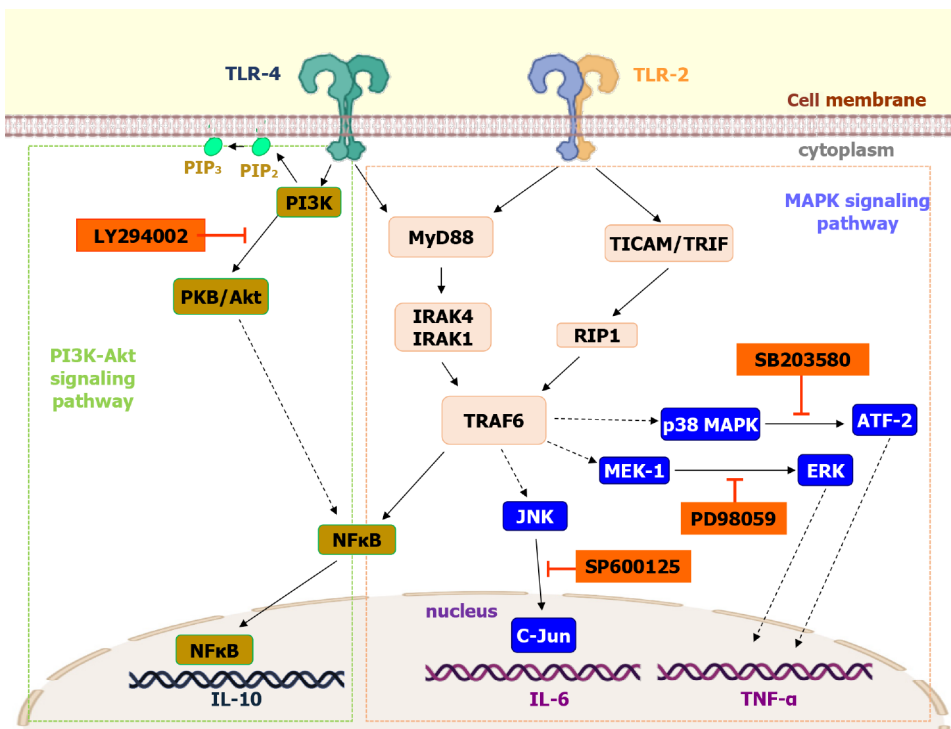 TLR-4
TLR-2
Cell membrane
cytoplasm
PIP₃
PIP₂
PI3K
MAPK signaling
pathway
LY294002
MyD88
TICAM/TRIF
PKB/Akt
IRAK4
IRAK1
RIP1
PI3K-Akt
signaling
pathway
SB203580
TRAF6
p38 MAPK
ATF-2
MEK-1
ERK
JNK
PD98059
NFκB
SP600125
nucleus
C-Jun
NFκB
IL-10
IL-6
TNF-α